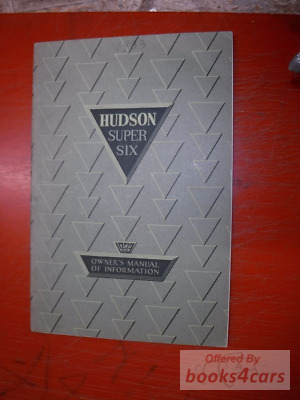 HUDSON
SUPER
SIX
OWNER'S MANUAL
OF INFORMATION
Offered By
books4cars